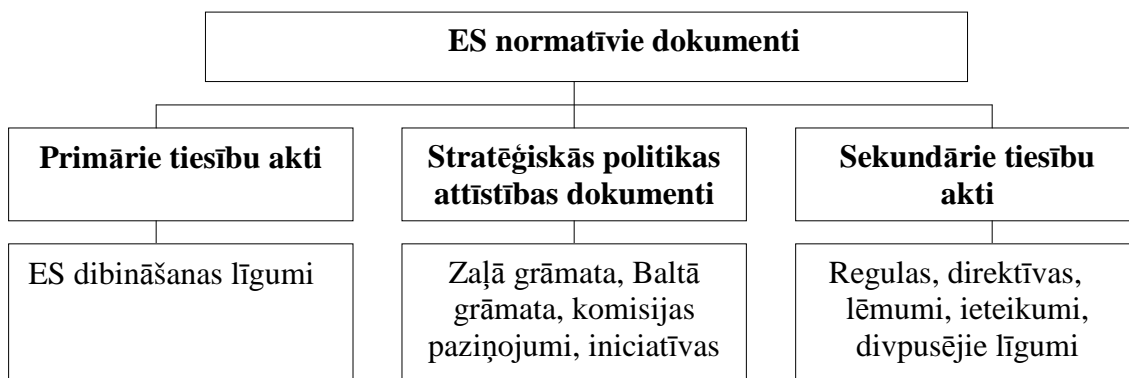 ES normatīvie dokumenti
Primārie tiesību akti
Stratēģiskās politikas
attīstības dokumenti
Sekundārie tiesību
akti
ES dibināšanas līgumi
Zaļā grāmata, Baltā
grāmata, komisijas
paziņojumi, iniciatīvas
Regulas, direktīvas,
lēmumi, ieteikumi,
divpusējie līgumi